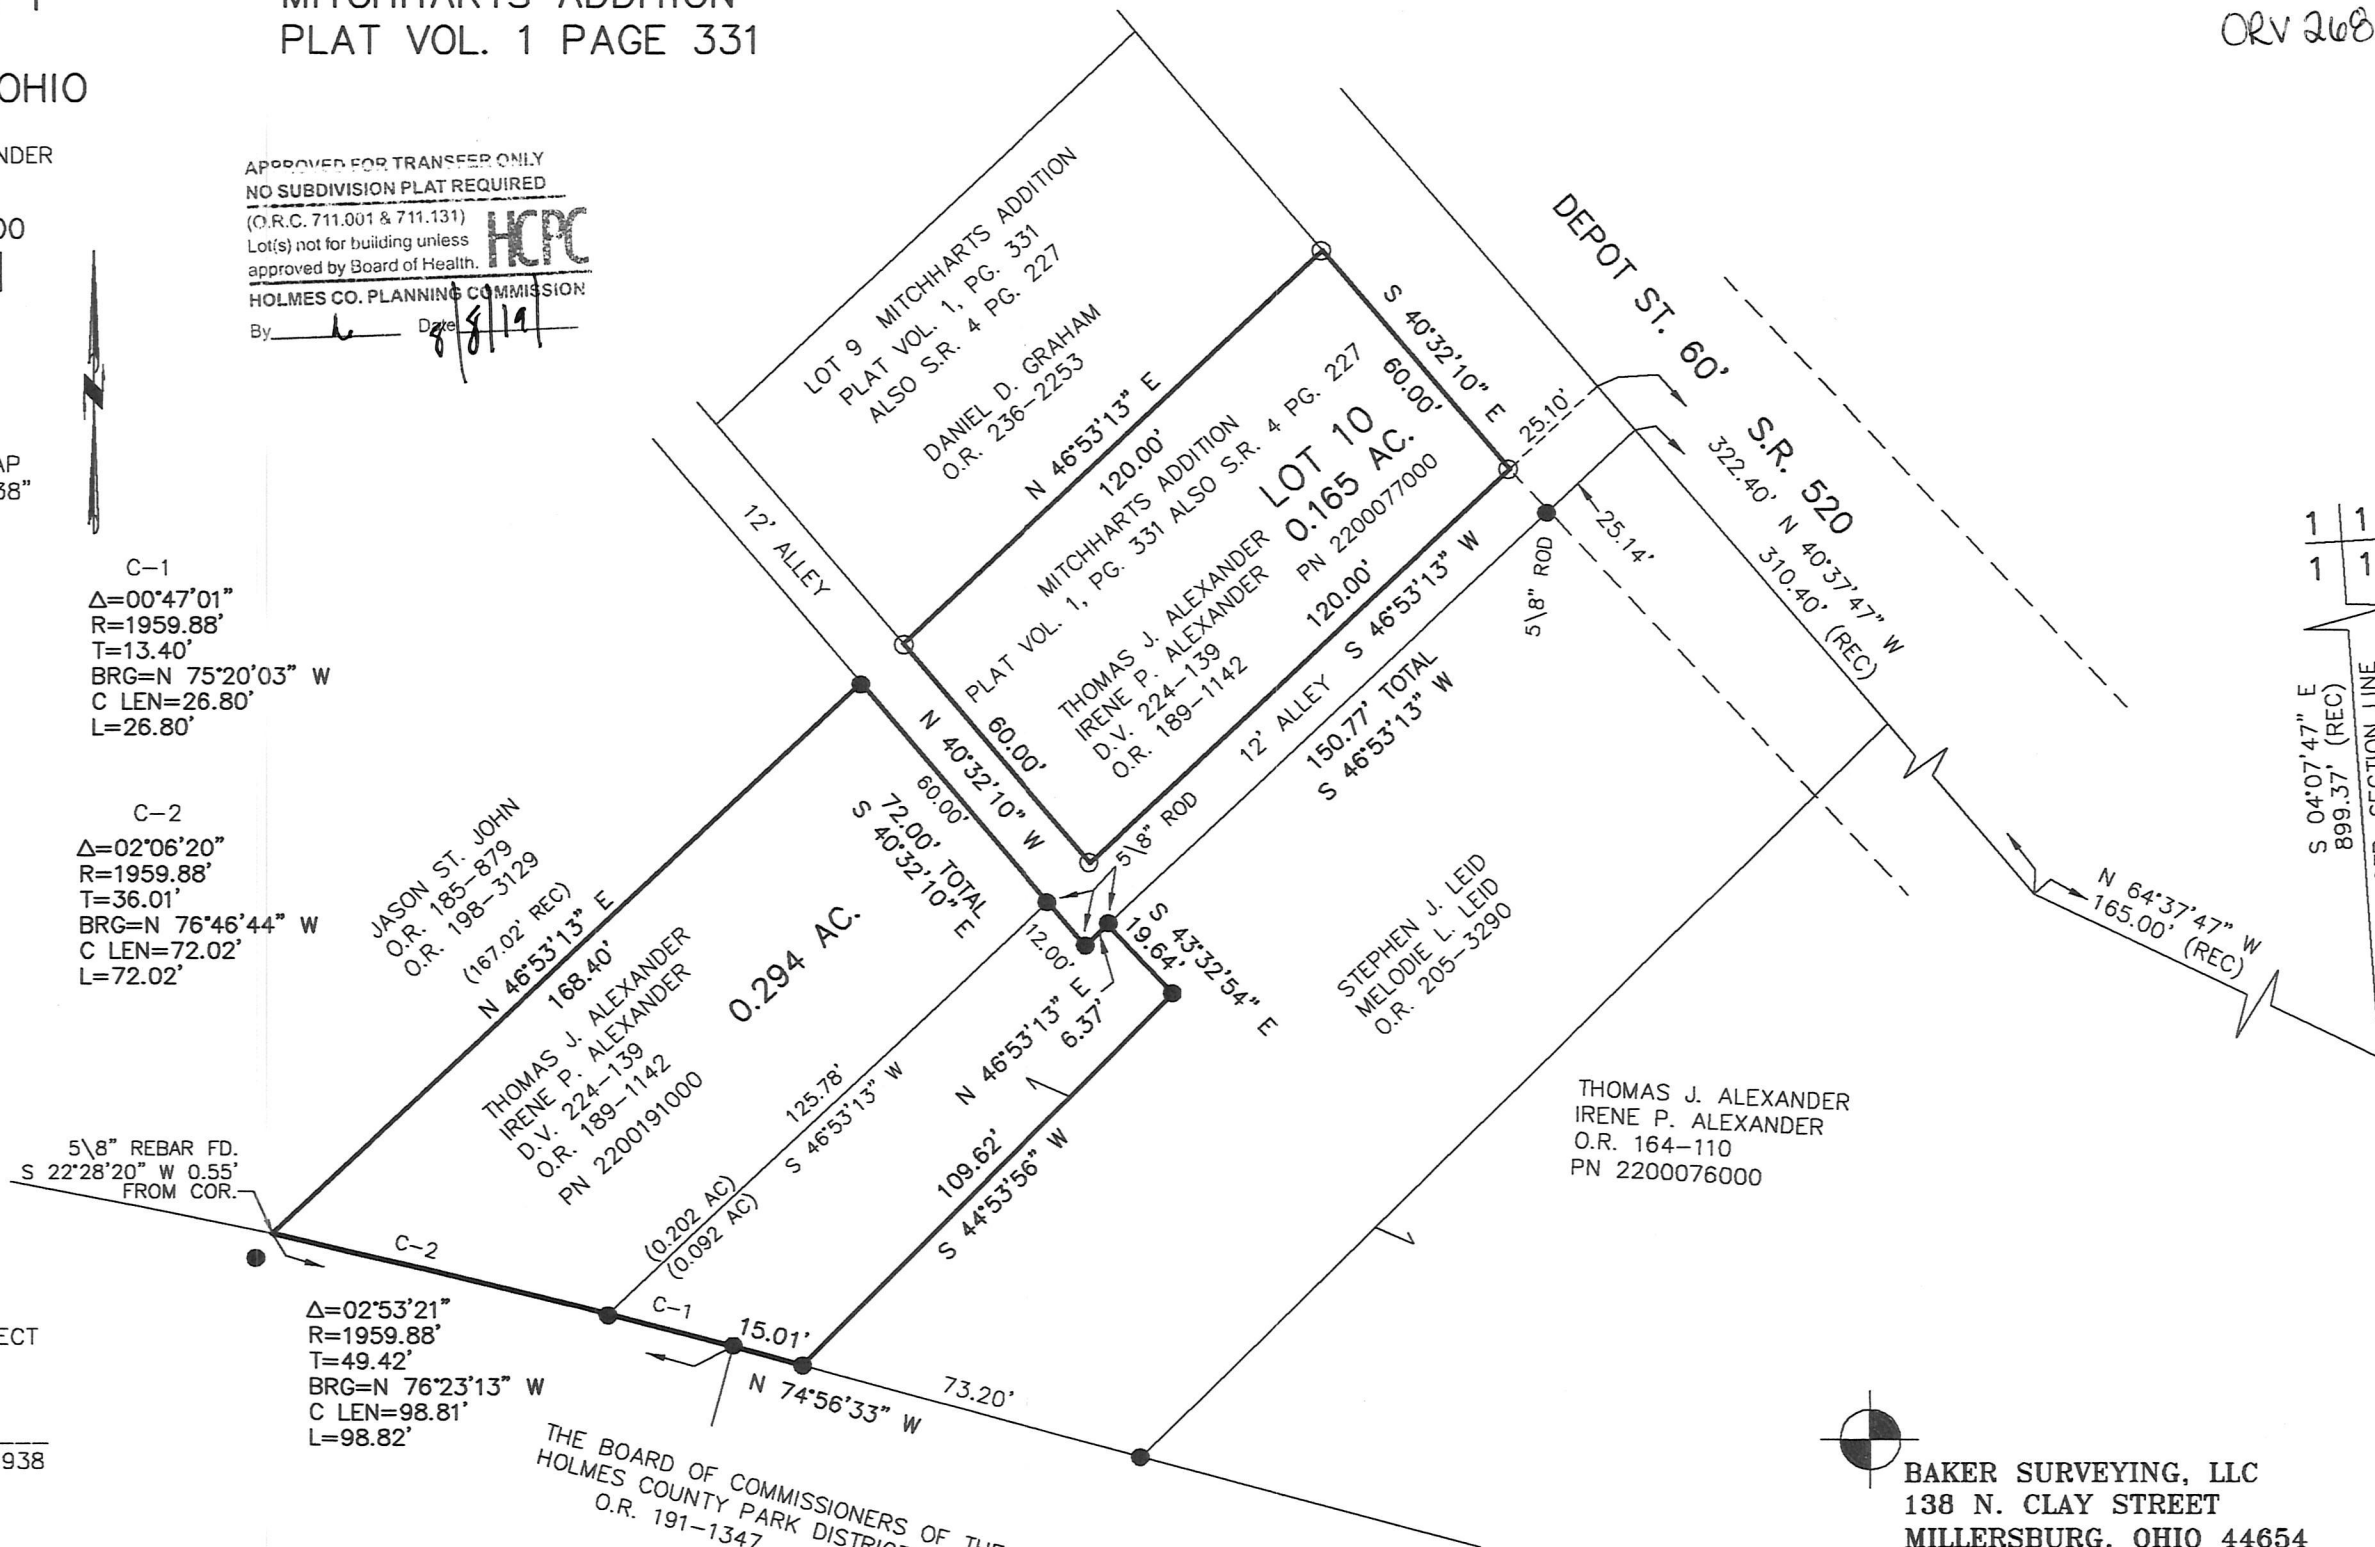 MITCHHARTS ADDITION
PLAT VOL. 1 PAGE 331
OHIO
ORV 268
APPROVED FOR TRANSFER ONLY
NO SUBDIVISION PLAT REQUIRED
(O.R.C. 711.001 & 711.131)
Lot(s) not for building unless
approved by Board of Health.
HCPC
HOLMES CO. PLANNING COMMISSION
By Date 8/8/19
C-1
Δ=00°47'01"
R=1959.88'
T=13.40'
BRG=N 75°20'03" W
C LEN=26.80'
L=26.80'
C-2
Δ=02°06'20"
R=1959.88'
T=36.01'
BRG=N 76°46'44" W
C LEN=72.02'
L=72.02'
LOT 9 MITCHHARTS ADDITION
PLAT VOL. 1, PG. 331
ALSO S.R. 4 PG. 227
DANIEL D. GRAHAM
O.R. 236-2253
N 46°53'13" E
120.00'
MITCHHARTS ADDITION
PLAT VOL. 1, PG. 331 ALSO S.R. 4 PG. 227
LOT 10
0.165 AC.
THOMAS J. ALEXANDER
IRENE P. ALEXANDER
D.V. 224-139
O.R. 189-1142
PN 2200077000
120.00'
S 46°53'13" W
S 40°32'10" E
60.00'
25.10'
25.14'
5\8" ROD
DEPOT ST. 60' S.R. 520
322.40' N 40°37'47" W
310.40' (REC)
N 64°37'47" W
165.00' (REC)
1 1
1 1
S 04°07'47" E
899.37' (REC)
SECTION LINE
12' ALLEY
60.00'
N 40°32'10" W
12' ALLEY
150.77' TOTAL
S 46°53'13" W
5\8" ROD
60.00'
72.00' TOTAL
S 40°32'10" E
12.00'
S 43°32'54" E
19.64'
N 46°53'13" E
6.37'
STEPHEN J. LEID
MELODIE L. LEID
O.R. 205-3290
JASON ST. JOHN
O.R. 185-879
O.R. 198-3129
(167.02' REC)
N 46°53'13" E
168.40'
THOMAS J. ALEXANDER
IRENE P. ALEXANDER
D.V. 224-139
O.R. 189-1142
PN 2200191000
0.294 AC.
125.78'
S 46°53'13" W
(0.202 AC)
(0.092 AC)
109.62'
S 44°53'56" W
THOMAS J. ALEXANDER
IRENE P. ALEXANDER
O.R. 164-110
PN 2200076000
5\8" REBAR FD.
S 22°28'20" W 0.55'
FROM COR.
C-2
C-1
15.01'
N 74°56'33" W
73.20'
Δ=02°53'21"
R=1959.88'
T=49.42'
BRG=N 76°23'13" W
C LEN=98.81'
L=98.82'
938
THE BOARD OF COMMISSIONERS OF THE
HOLMES COUNTY PARK DISTRICT
O.R. 191-1347
BAKER SURVEYING, LLC
138 N. CLAY STREET
MILLERSBURG, OHIO 44654